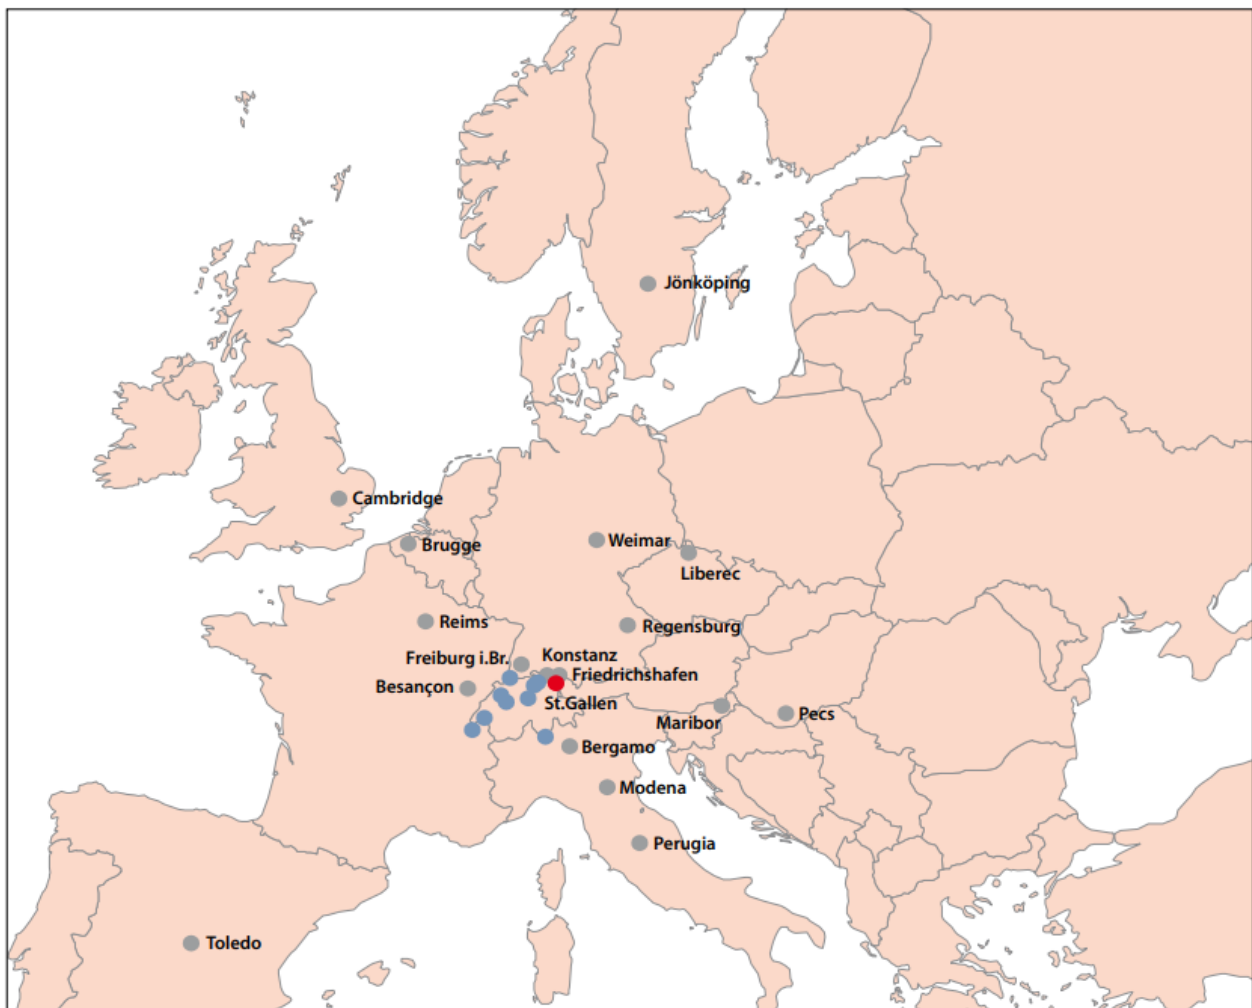 Jönköping
Cambridge
Brugge
Weimar
Liberec
Reims
Regensburg
Freiburg i.Br.
Konstanz
Friedrichshafen
Besançon
St.Gallen
Maribor
Pecs
Bergamo
Modena
Perugia
Toledo